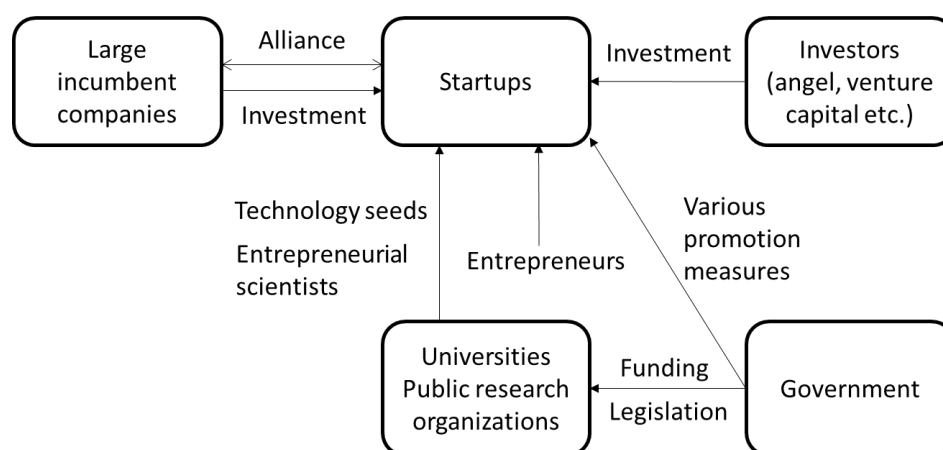 Large
incumbent
companies
Alliance
Investment
Startups
Investment
Investors
(angel, venture
capital etc.)
Technology seeds
Entrepreneurial
scientists
Entrepreneurs
Various
promotion
measures
Universities
Public research
organizations
Funding
Legislation
Government